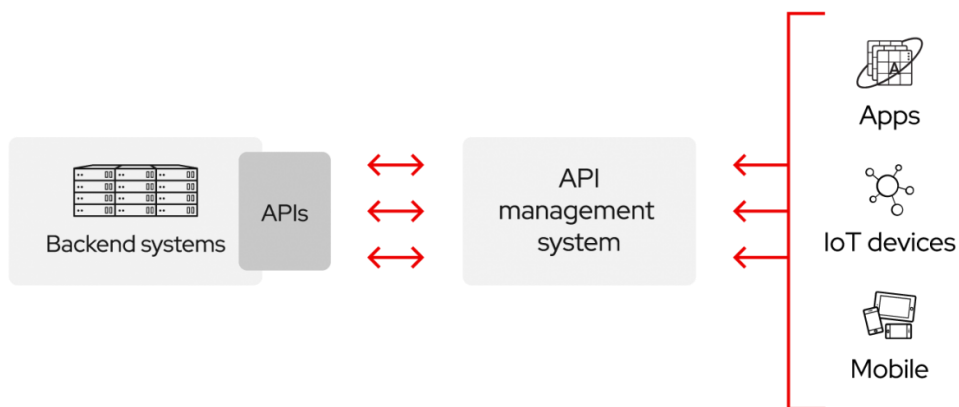 Backend systems
APIs
API
management
system
A
Apps
IoT devices
Mobile